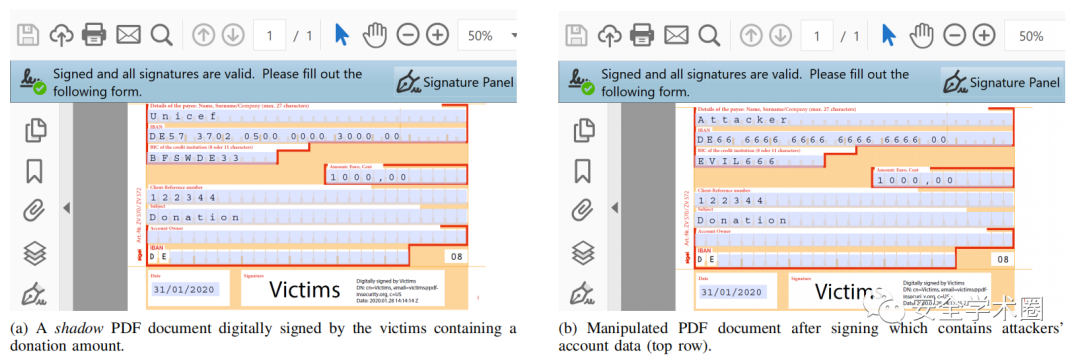 1 / 1
50%
Signed and all signatures are valid. Please fill out the
following form.
Signature Panel
Details of the payee: Name, Surname/Company (max. 27 characters)
Unicef
IBAN
DE57 3702 0500 0000 3000 00
BIC of the credit institution (8 oder 11 characters)
BFSWDE33
Amount: Euro, Cent
1000,00
Client-Reference number
122344
Subject
Donation
Account Owner
IBAN
DE
08
Date
31/01/2020
Signature
Victims
Digitally signed by Victims
DN: cn=Victims, email=victims@pdf-
insecurity.org, c=US
Date: 2020.01.28 14:14:14 Z
(a) A shadow PDF document digitally signed by the victims containing a
donation amount.
1 / 1
50%
Signed and all signatures are valid. Please fill out the
following form.
Signature Panel
Details of the payee: Name, Surname/Company (max. 27 characters)
Attacker
IBAN
DE66 6666 6666 6666 6666 00
BIC of the credit institution (8 oder 11 characters)
EVIL666
Amount: Euro, Cent
1000,00
Client-Reference number
122344
Subject
Donation
Account Owner
IBAN
DE
08
Date
31/01/2020
Signature
Victims
Digitally signed by Victims
DN: cn=Victims, email=victims@pdf-
insecurity.org, c=US
安全学术圈
(b) Manipulated PDF document after signing which contains attackers'
account data (top row).